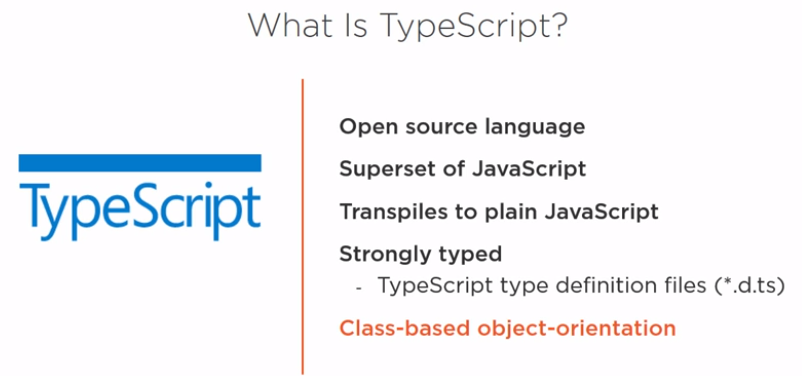 What Is TypeScript?
TypeScript
Open source language
Superset of JavaScript
Transpiles to plain JavaScript
Strongly typed
- TypeScript type definition files (*.d.ts)
Class-based object-orientation